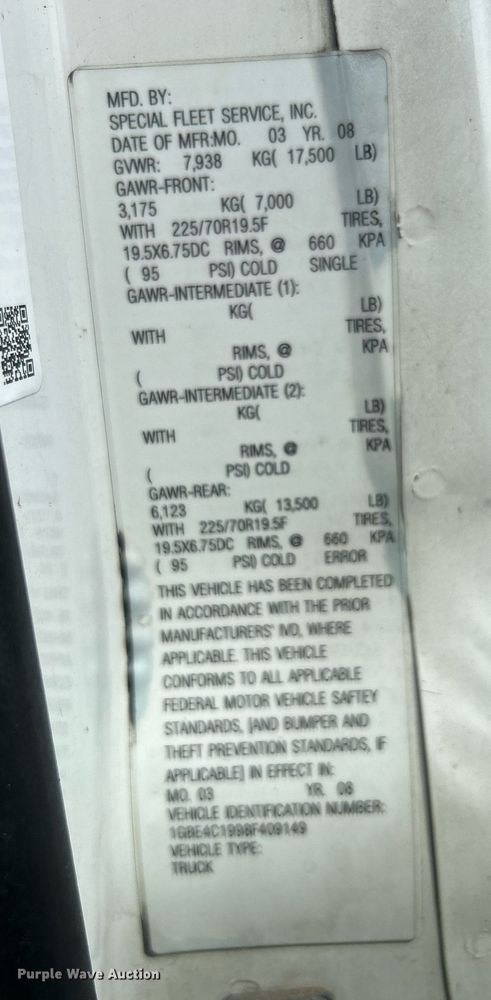 MFD. BY:
SPECIAL FLEET SERVICE, INC.
DATE OF MFR:MO. 03 YR. 08
GVWR: 7,938 KG( 17,500 LB)
GAWR-FRONT:
3,175 KG( 7,000 LB)
WITH 225/70R19.5F TIRES,
19.5X6.75DC RIMS, @ 660 KPA
( 95 PSI) COLD SINGLE
GAWR-INTERMEDIATE (1):
KG( LB)
WITH TIRES,
RIMS, @ KPA
( PSI) COLD
GAWR-INTERMEDIATE (2):
KG( LB)
WITH TIRES,
RIMS, @ KPA
( PSI) COLD
GAWR-REAR:
6,123 KG( 13,500 LB)
WITH 225/70R19.5F TIRES,
19.5X6.75DC RIMS, @ 660 KPA
( 95 PSI) COLD ERROR
THIS VEHICLE HAS BEEN COMPLETED
IN ACCORDANCE WITH THE PRIOR
MANUFACTURERS' IVD, WHERE
APPLICABLE. THIS VEHICLE
CONFORMS TO ALL APPLICABLE
FEDERAL MOTOR VEHICLE SAFTEY
STANDARDS, [AND BUMPER AND
THEFT PREVENTION STANDARDS, IF
APPLICABLE] IN EFFECT IN:
MO. 03 YR. 08
VEHICLE IDENTIFICATION NUMBER:
1GBE4C1998F409149
VEHICLE TYPE:
TRUCK
Purple Wave Auction